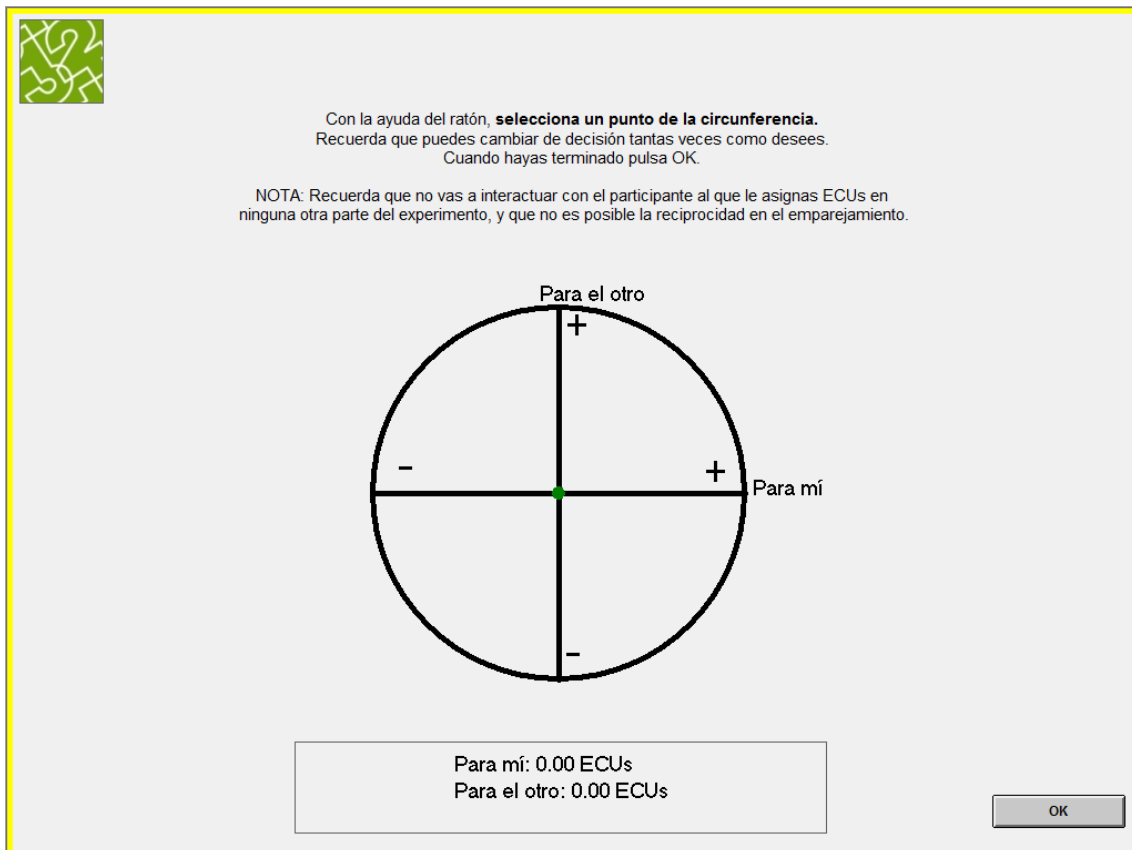 Con la ayuda del ratón, selecciona un punto de la circunferencia.
Recuerda que puedes cambiar de decisión tantas veces como desees.
Cuando hayas terminado pulsa OK.
NOTA: Recuerda que no vas a interactuar con el participante al que le asignas ECUs en
ninguna otra parte del experimento, y que no es posible la reciprocidad en el emparejamiento.
Para el otro
+
-
+
Para mí
-
Para mí: 0.00 ECUs
Para el otro: 0.00 ECUs
OK